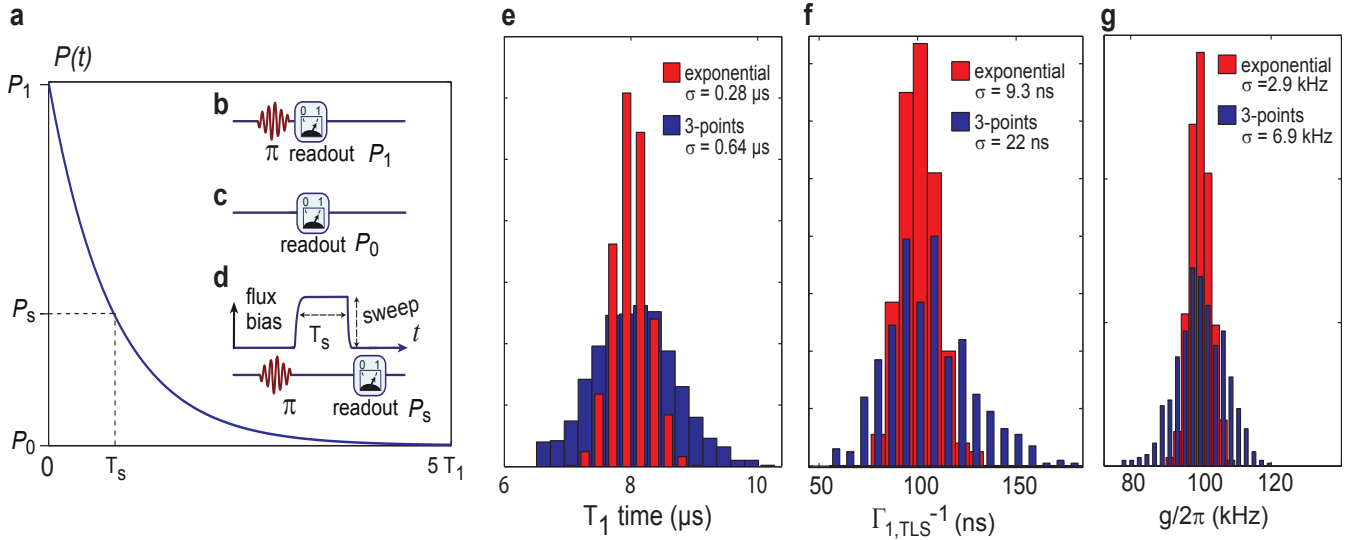 a
P(t)
P1
Ps
P0
0
Ts
5 T1
b
0 1
π
readout P1
c
0 1
readout P0
d
flux
bias
Ts
sweep
t
0 1
π
readout Ps
e
exponential
σ = 0.28 µs
3-points
σ = 0.64 µs
6
8
10
T1 time (µs)
f
exponential
σ = 9.3 ns
3-points
σ = 22 ns
50
100
150
Γ1,TLS-1 (ns)
g
exponential
σ =2.9 kHz
3-points
σ = 6.9 kHz
80
100
120
g/2π (kHz)